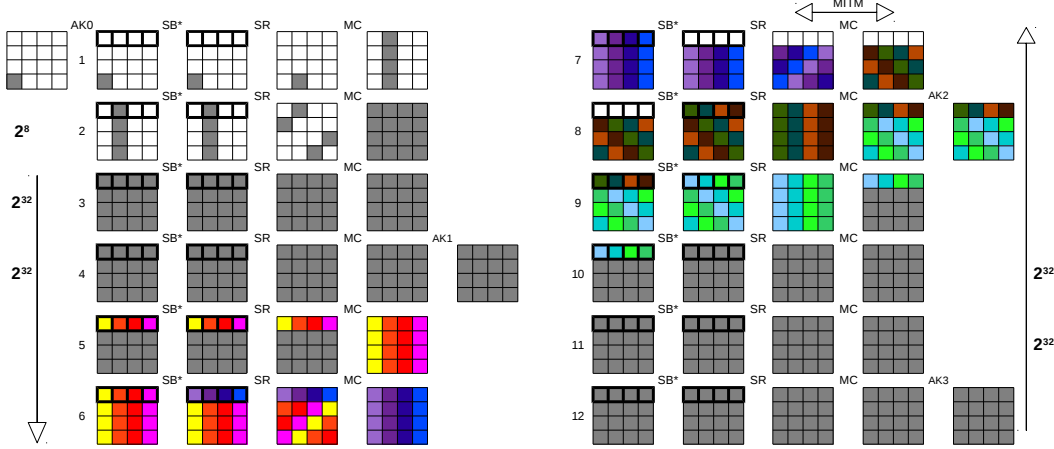 MITM
AK0 SB* SR MC SB* SR MC
1 7
SB* SR MC SB* SR MC AK2
2⁸ 2 8
SB* SR MC SB* SR MC
2³² 3 9
SB* SR MC AK1 SB* SR MC
2³² 4 10 2³²
SB* SR MC SB* SR MC
5 11 2³²
SB* SR MC SB* SR MC AK3
6 12